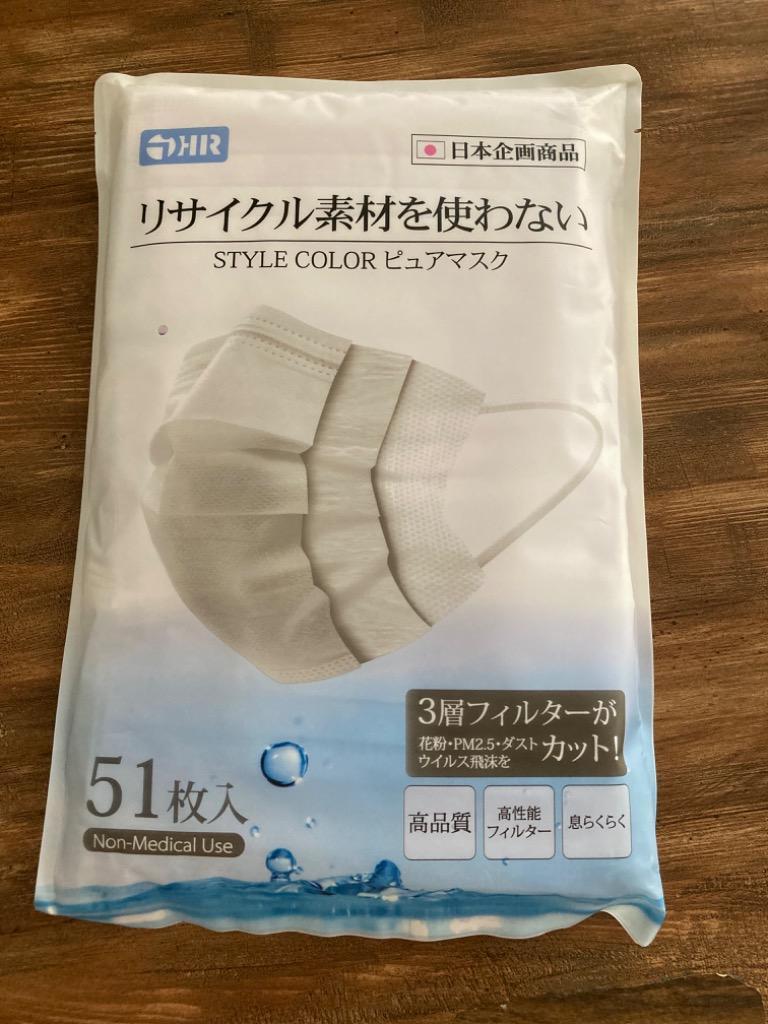 HR
日本企画商品
リサイクル素材を使わない
STYLE COLOR ピュアマスク
3層フィルターが
花粉・PM2.5・ダスト
ウイルス飛沫を
カット!
51枚入
Non-Medical Use
高品質
高性能
フィルター
息らくらく